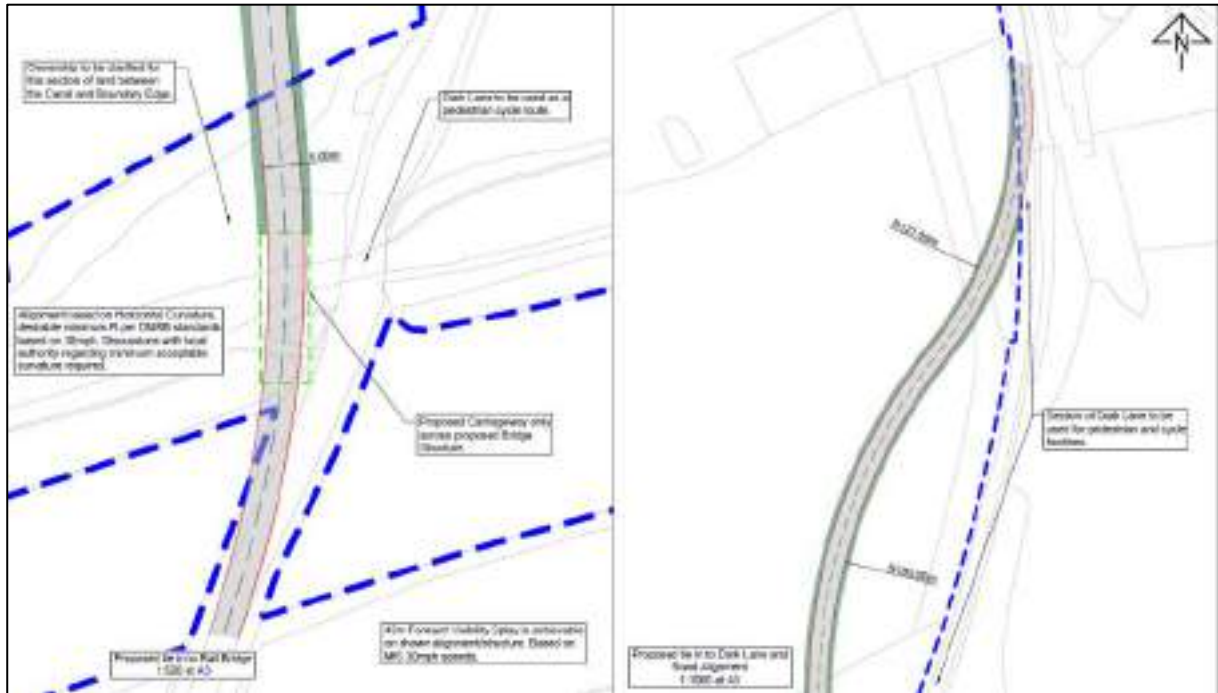 Ownership to be clarified for
this section of land between
the Canal and Boundary Edge.
Dark Lane to be used as a
pedestrian cycle route.
Alignment based on Horizontal Curvature,
desirable minimum R per DMRB standards
based on 30mph. Discussions with local
authority regarding minimum acceptable
curvature required.
Proposed Carriageway only
across proposed Bridge
Structure.
Forward Visibility Splay is achievable
on shown alignment/structure. Based on
MfS 30mph speeds.
Proposed tie in to Rail Bridge
1:500 at A3
N
Section of Dark Lane to be
used for pedestrian and cycle
facilities.
Proposed tie in to Dark Lane and
Road Alignment
1:1000 at A3